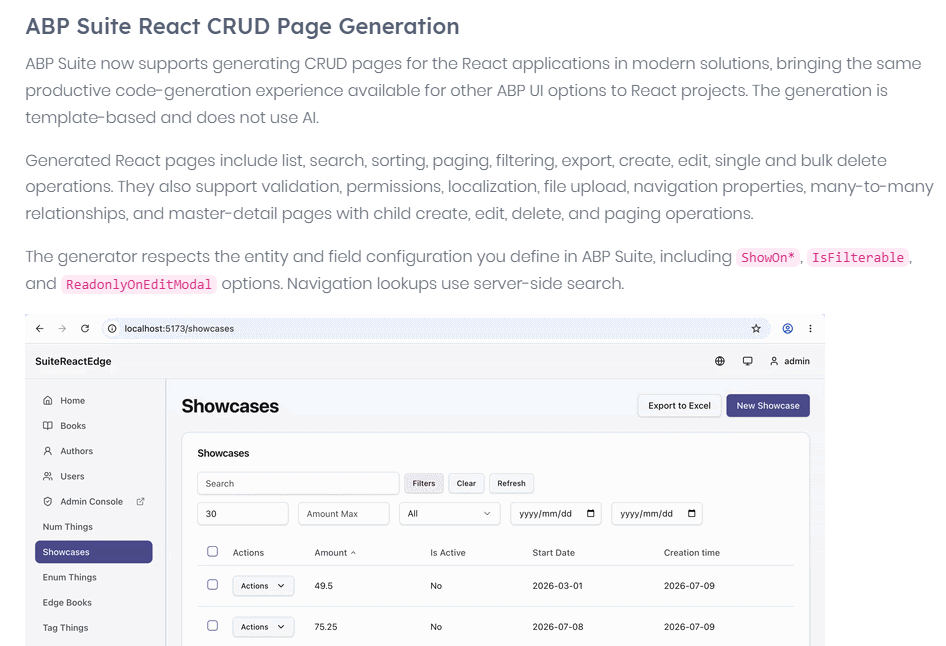 ABP Suite React CRUD Page Generation
ABP Suite now supports generating CRUD pages for the React applications in modern solutions, bringing the same
productive code-generation experience available for other ABP UI options to React projects. The generation is
template-based and does not use AI.
Generated React pages include list, search, sorting, paging, filtering, export, create, edit, single and bulk delete
operations. They also support validation, permissions, localization, file upload, navigation properties, many-to-many
relationships, and master-detail pages with child create, edit, delete, and paging operations.
The generator respects the entity and field configuration you define in ABP Suite, including ShowOn*, IsFilterable,
and ReadonlyOnEditModal options. Navigation lookups use server-side search.
localhost:5173/showcases
SuiteReactEdge
admin
Home
Books
Authors
Users
Admin Console
Num Things
Showcases
Enum Things
Edge Books
Tag Things
Showcases
Export to Excel
New Showcase
Showcases
Search
Filters
Clear
Refresh
30
Amount Max
All
yyyy/mm/dd
yyyy/mm/dd
Actions Amount Is Active Start Date Creation time
Actions 49.5 No 2026-03-01 2026-07-09
Actions 75.25 No 2026-07-08 2026-07-09